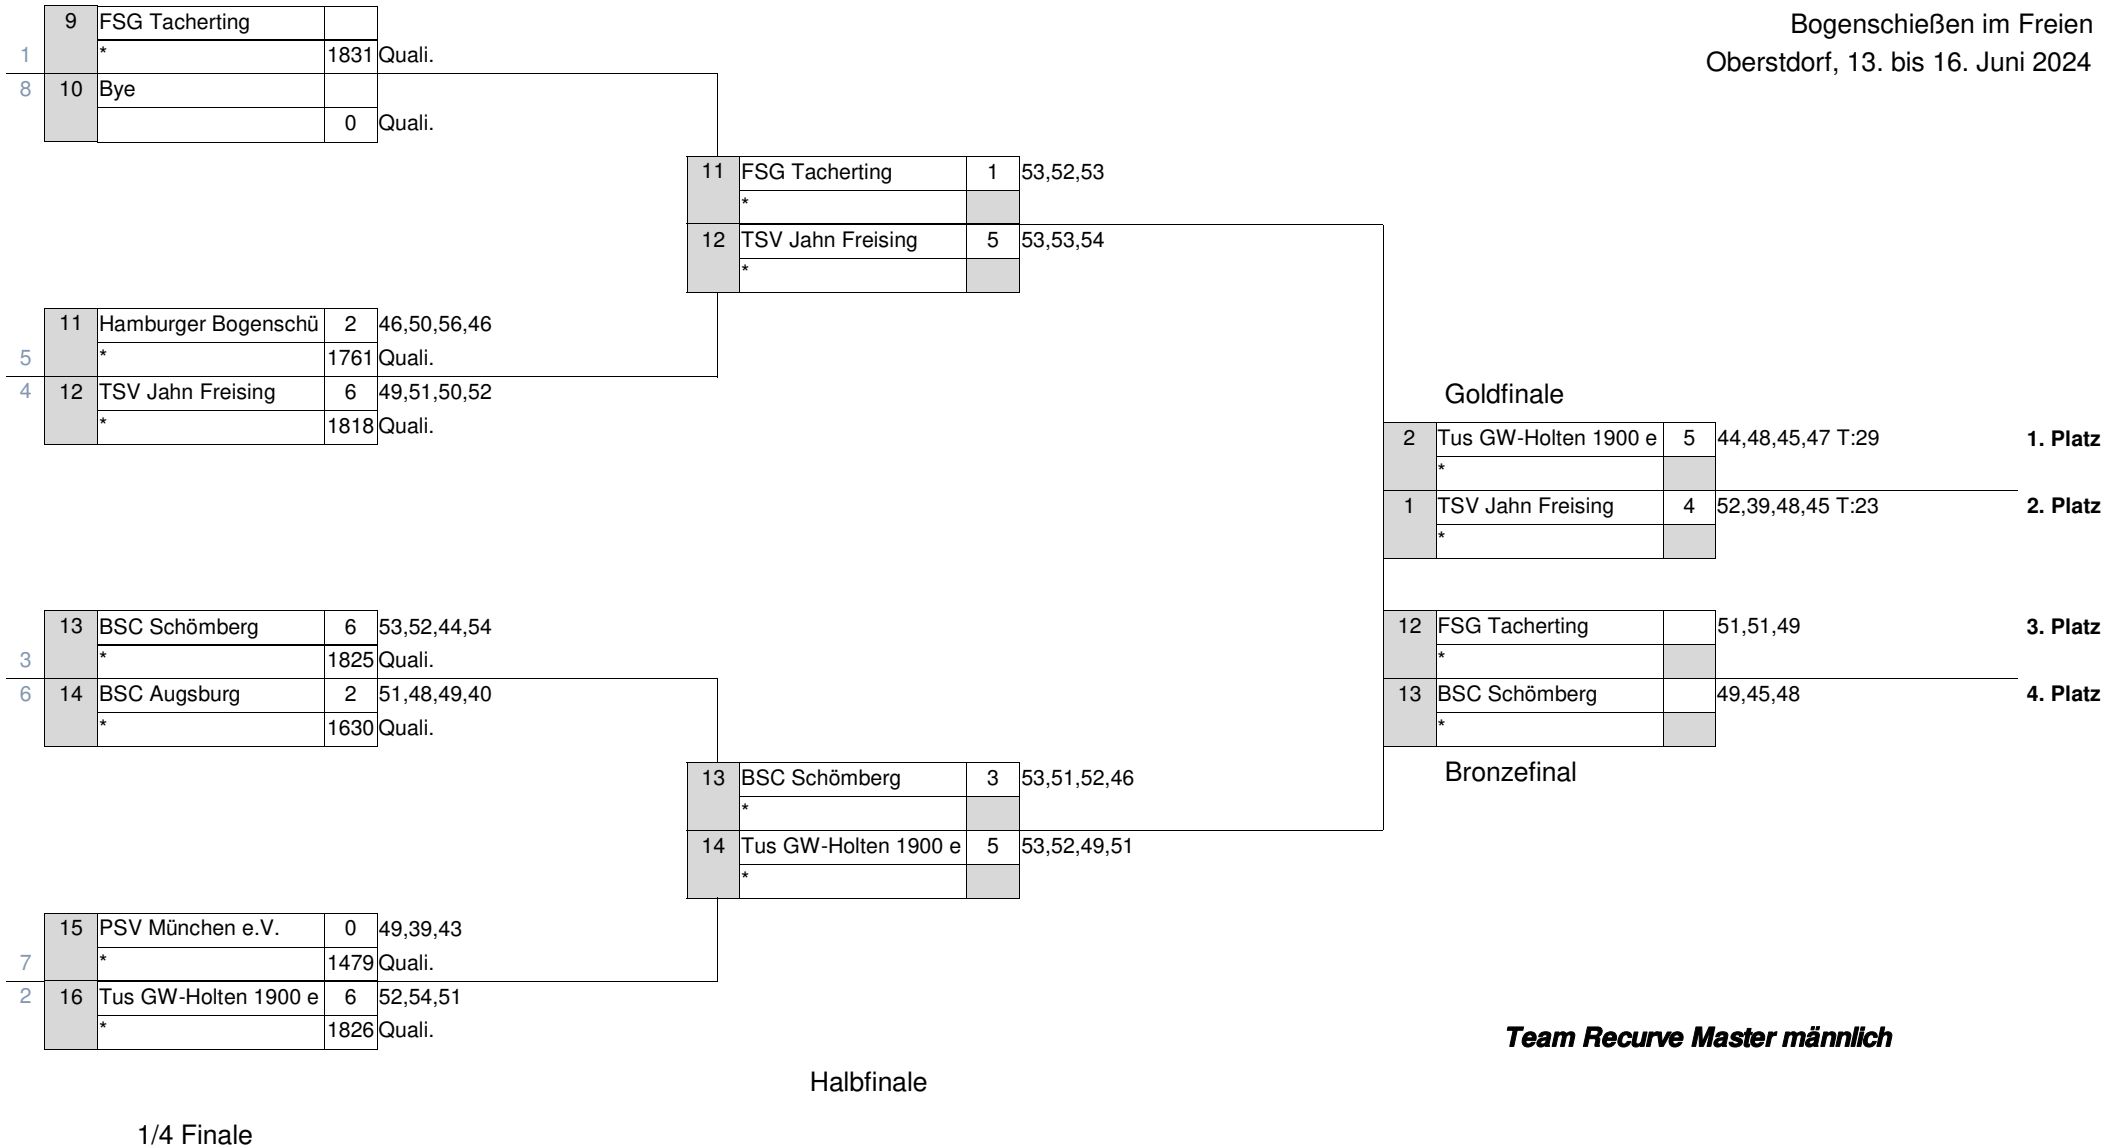 Bogenschießen im Freien
Oberstdorf, 13. bis 16. Juni 2024
9 FSG Tacherting
1 * 1831 Quali.
8 10 Bye
0 Quali.
11 FSG Tacherting 1 53,52,53
*
12 TSV Jahn Freising 5 53,53,54
*
11 Hamburger Bogenschü 2 46,50,56,46
5 * 1761 Quali.
4 12 TSV Jahn Freising 6 49,51,50,52
* 1818 Quali.
Goldfinale
2 Tus GW-Holten 1900 e 5 44,48,45,47 T:29 1. Platz
*
1 TSV Jahn Freising 4 52,39,48,45 T:23 2. Platz
*
13 BSC Schömberg 6 53,52,44,54
3 * 1825 Quali.
6 14 BSC Augsburg 2 51,48,49,40
* 1630 Quali.
12 FSG Tacherting 51,51,49 3. Platz
*
13 BSC Schömberg 49,45,48 4. Platz
*
Bronzefinal
13 BSC Schömberg 3 53,51,52,46
*
14 Tus GW-Holten 1900 e 5 53,52,49,51
*
15 PSV München e.V. 0 49,39,43
7 * 1479 Quali.
2 16 Tus GW-Holten 1900 e 6 52,54,51
* 1826 Quali.
Team Recurve Master männlich
Halbfinale
1/4 Finale